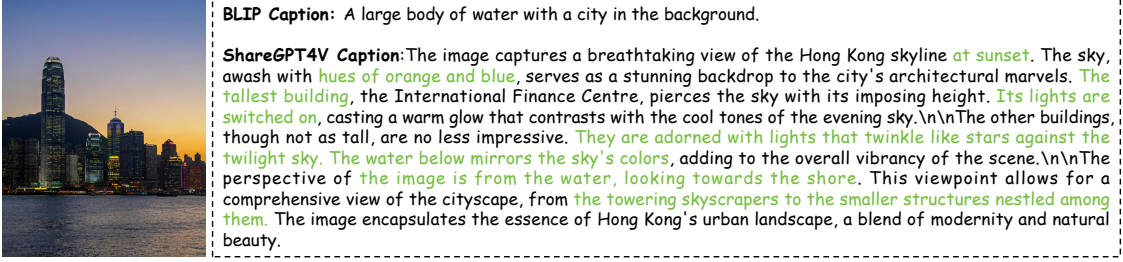 BLIP Caption: A large body of water with a city in the background.
ShareGPT4V Caption:The image captures a breathtaking view of the Hong Kong skyline at sunset. The sky,
awash with hues of orange and blue, serves as a stunning backdrop to the city's architectural marvels. The
tallest building, the International Finance Centre, pierces the sky with its imposing height. Its lights are
switched on, casting a warm glow that contrasts with the cool tones of the evening sky.\n\nThe other buildings,
though not as tall, are no less impressive. They are adorned with lights that twinkle like stars against the
twilight sky. The water below mirrors the sky's colors, adding to the overall vibrancy of the scene.\n\nThe
perspective of the image is from the water, looking towards the shore. This viewpoint allows for a
comprehensive view of the cityscape, from the towering skyscrapers to the smaller structures nestled among
them. The image encapsulates the essence of Hong Kong's urban landscape, a blend of modernity and natural
beauty.